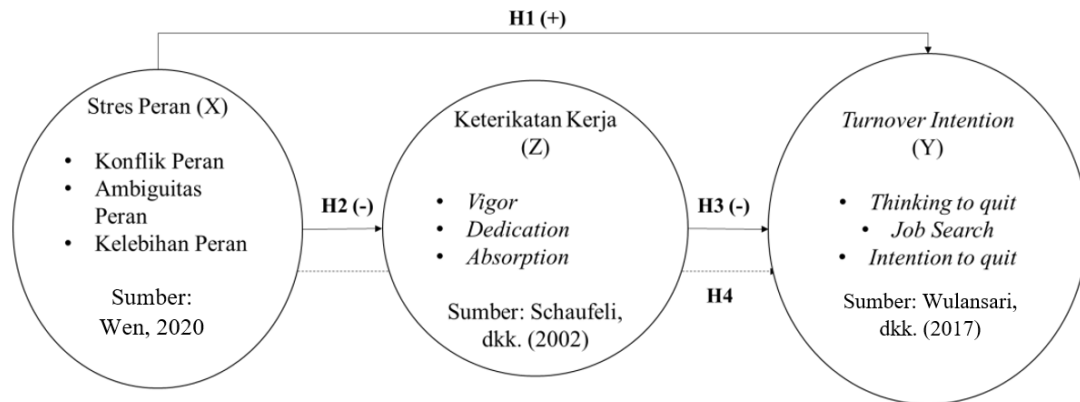 H1 (+)
Stres Peran (X)
• Konflik Peran
• Ambiguitas
Peran
• Kelebihan Peran
Sumber:
Wen, 2020
H2 (-)
Keterikatan Kerja
(Z)
• Vigor
• Dedication
• Absorption
Sumber: Schaufeli,
dkk. (2002)
H3 (-)
H4
Turnover Intention
(Y)
• Thinking to quit
• Job Search
• Intention to quit
Sumber: Wulansari,
dkk. (2017)